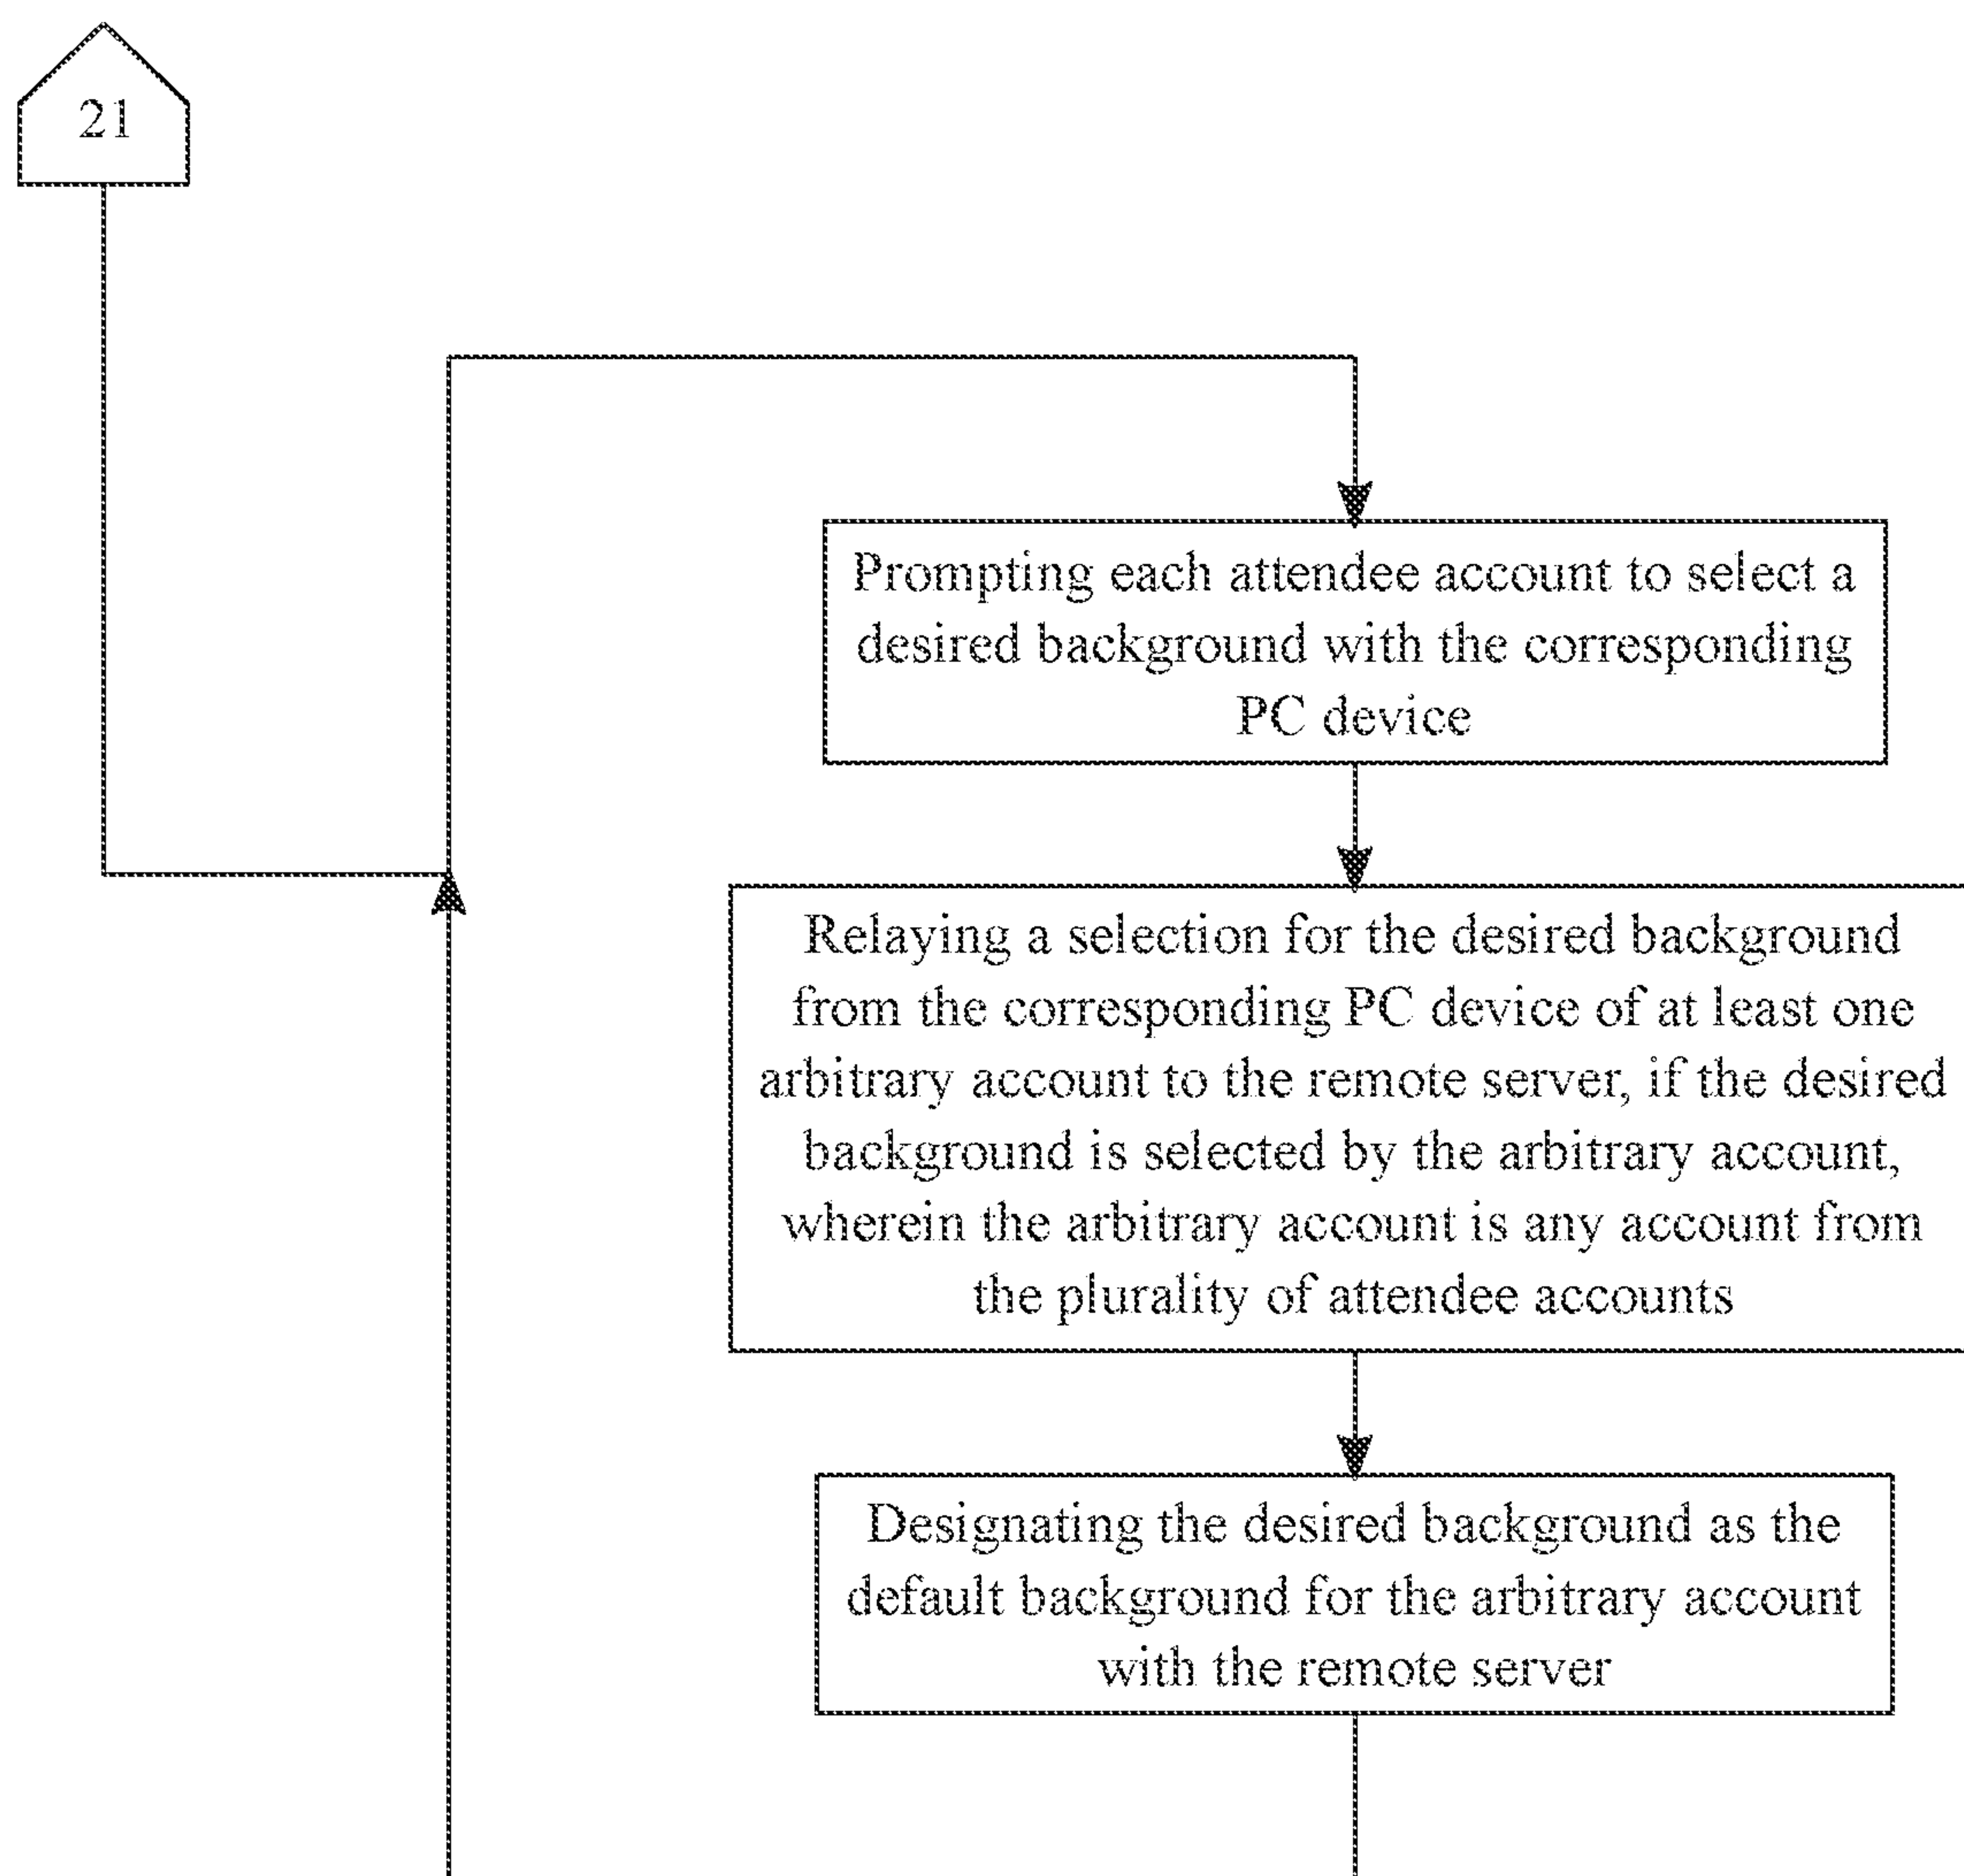 21
Prompting each attendee account to select a
desired background with the corresponding
PC device
Relaying a selection for the desired background
from the corresponding PC device of at least one
arbitrary account to the remote server, if the desired
background is selected by the arbitrary account,
wherein the arbitrary account is any account from
the plurality of attendee accounts
Designating the desired background as the
default background for the arbitrary account
with the remote server